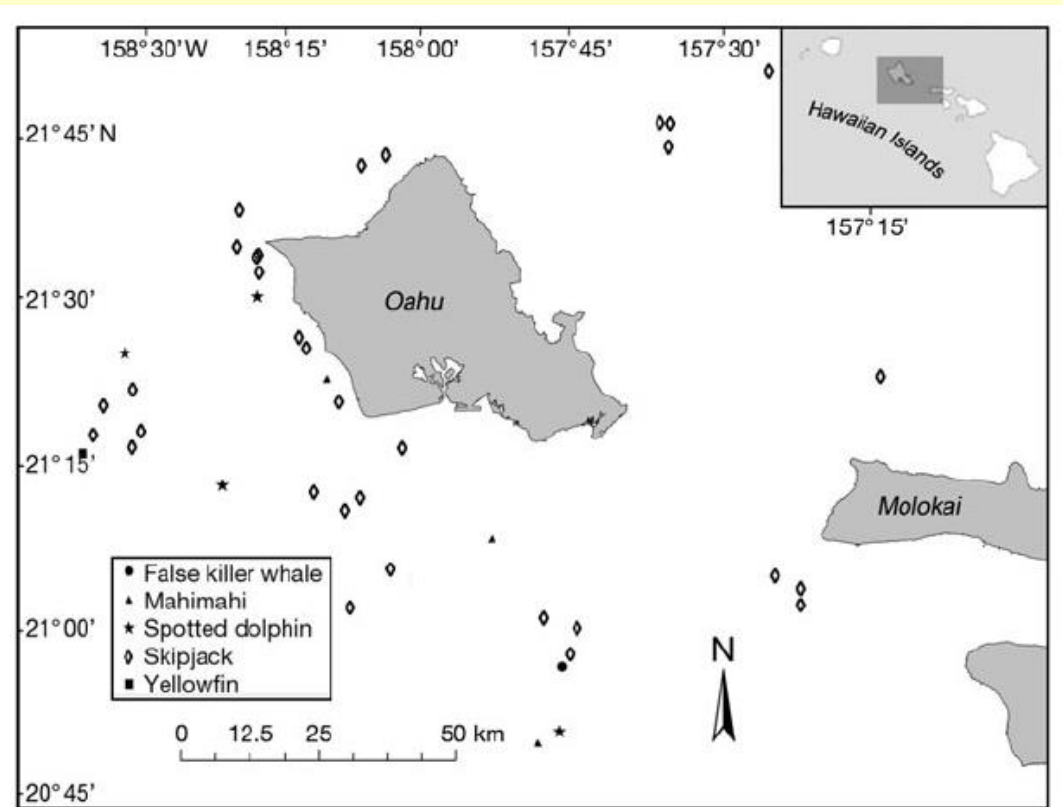 158°30'W 158°15' 158°00' 157°45' 157°30'
21°45'N
Hawaiian Islands
157°15'
21°30'
Oahu
21°15'
Molokai
False killer whale
Mahimahi
Spotted dolphin
Skipjack
Yellowfin
21°00'
N
0 12.5 25 50 km
20°45'